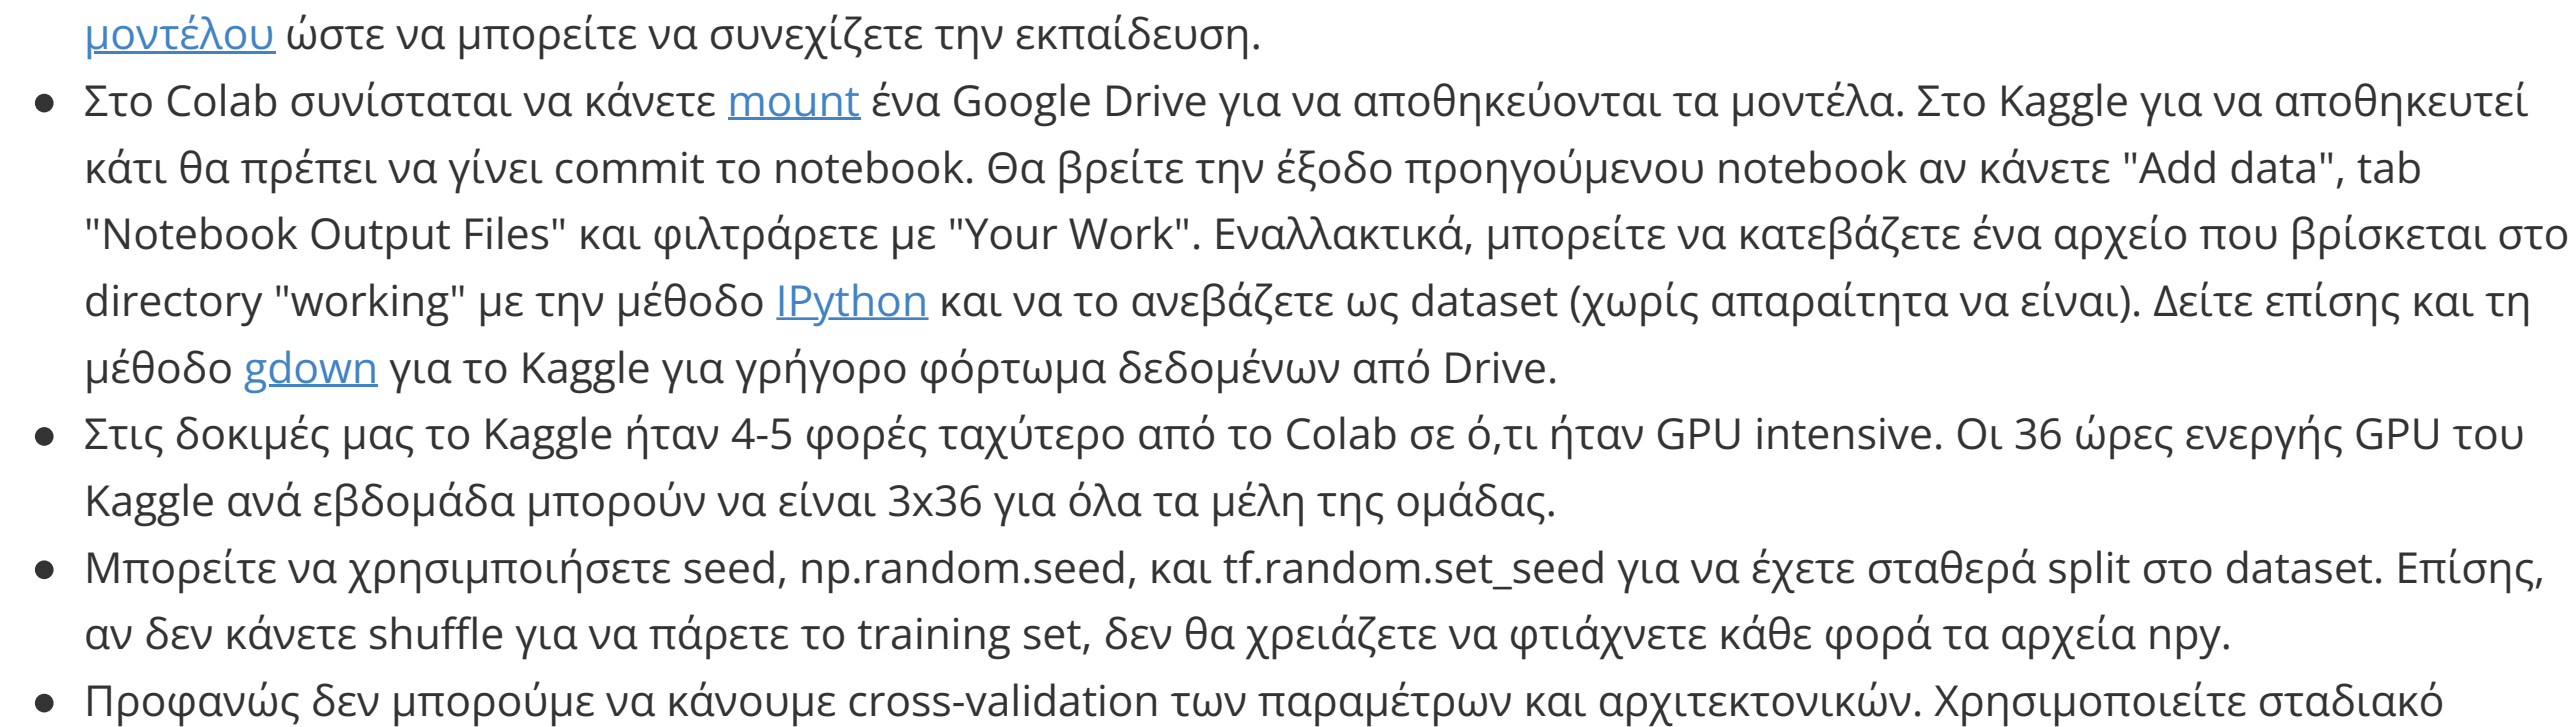 μοντέλου ώστε να μπορείτε να συνεχίζετε την εκπαίδευση.
● Στο Colab συνίσταται να κάνετε mount ένα Google Drive για να αποθηκεύονται τα μοντέλα. Στο Kaggle για να αποθηκευτεί
κάτι θα πρέπει να γίνει commit το notebook. Θα βρείτε την έξοδο προηγούμενου notebook αν κάνετε "Add data", tab
"Notebook Output Files" και φιλτράρετε με "Your Work". Εναλλακτικά, μπορείτε να κατεβάζετε ένα αρχείο που βρίσκεται στο
directory "working" με την μέθοδο IPython και να το ανεβάζετε ως dataset (χωρίς απαραίτητα να είναι). Δείτε επίσης και τη
μέθοδο gdown για το Kaggle για γρήγορο φόρτωμα δεδομένων από Drive.
● Στις δοκιμές μας το Kaggle ήταν 4-5 φορές ταχύτερο από το Colab σε ό,τι ήταν GPU intensive. Οι 36 ώρες ενεργής GPU του
Kaggle ανά εβδομάδα μπορούν να είναι 3x36 για όλα τα μέλη της ομάδας.
● Μπορείτε να χρησιμποιήσετε seed, np.random.seed, και tf.random.set_seed για να έχετε σταθερά split στο dataset. Επίσης,
αν δεν κάνετε shuffle για να πάρετε το training set, δεν θα χρειάζετε να φτιάχνετε κάθε φορά τα αρχεία npy.
● Προφανώς δεν μπορούμε να κάνουμε cross-validation των παραμέτρων και αρχιτεκτονικών. Χρησιμοποιείτε σταδιακό